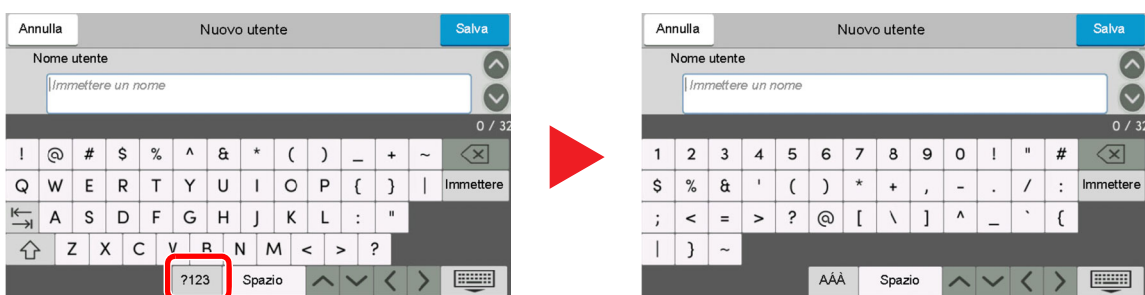 Annulla Nuovo utente Salva
Nome utente
Immettere un nome
0 / 32
! @ # $ % ^ & * ( ) _ + ~
Q W E R T Y U I O P { } | Immettere
A S D F G H J K L : "
Z X C V B N M < > ?
?123 Spazio
Annulla Nuovo utente Salva
Nome utente
Immettere un nome
0 / 32
1 2 3 4 5 6 7 8 9 0 ! " #
$ % & ' ( ) * + , - . / : Immettere
; < = > ? @ [ \ ] ^ _ ` {
| } ~
AÁÀ Spazio